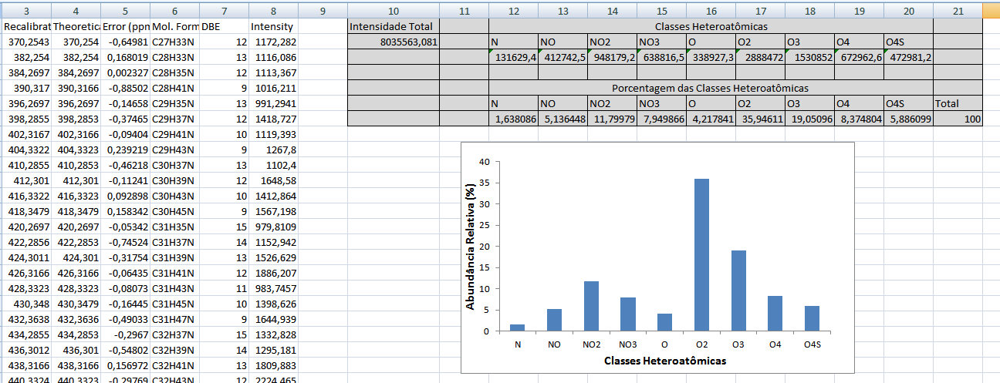 3 4 5 6 7 8 9 10 11 12 13 14 15 16 17 18 19 20 21
Recalibrat Theoretica Error (ppm Mol. Form DBE Intensity Intensidade Total Classes Heteroatômicas
370,2543 370,254 -0,64981 C27H33N 12 1172,282 8035563,081 N NO NO2 NO3 O O2 O3 O4 O4S
382,254 382,254 0,168019 C28H33N 13 1116,086 131629,4 412742,5 948179,2 638816,5 338927,3 2888472 1530852 672962,6 472981,2
384,2697 384,2697 0,002327 C28H35N 12 1113,367
390,317 390,3166 -0,88502 C28H41N 9 1016,211 Porcentagem das Classes Heteroatômicas
396,2697 396,2697 -0,14658 C29H35N 13 991,2941 N NO NO2 NO3 O O2 O3 O4 O4S Total
398,2855 398,2853 -0,37465 C29H37N 12 1418,727 1,638086 5,136448 11,79979 7,949866 4,217841 35,94611 19,05096 8,374804 5,886099 100
402,3167 402,3166 -0,09404 C29H41N 10 1119,393
404,3322 404,3323 0,239219 C29H43N 9 1267,8
410,2855 410,2853 -0,46218 C30H37N 13 1102,4
412,301 412,301 -0,11241 C30H39N 12 1648,58
416,3322 416,3323 0,092898 C30H43N 10 1412,864
418,3479 418,3479 0,158342 C30H45N 9 1567,198
420,2697 420,2697 -0,05342 C31H35N 15 979,8109
422,2856 422,2853 -0,74524 C31H37N 14 1152,942
424,3011 424,301 -0,31754 C31H39N 13 1526,629
426,3166 426,3166 -0,06435 C31H41N 12 1886,207
428,3323 428,3323 -0,08073 C31H43N 11 983,7457
430,348 430,3479 -0,16445 C31H45N 10 1398,626
432,3638 432,3636 -0,49033 C31H47N 9 1644,939
434,2855 434,2853 -0,2967 C32H37N 15 1332,828
436,3012 436,301 -0,54802 C32H39N 14 1295,181
438,3166 438,3166 0,156972 C32H41N 13 1809,883
440,3324 440,3323 -0,29769 C32H43N 12 2224,465
Abundância Relativa (%)
40
35
30
25
20
15
10
5
0
N NO NO2 NO3 O O2 O3 O4 O4S
Classes Heteroatômicas